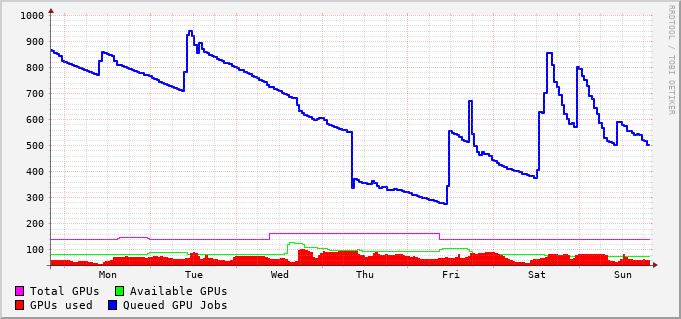 1000
900
800
700
600
500
400
300
200
100
Mon Tue Wed Thu Fri Sat Sun
Total GPUs Available GPUs
GPUs used Queued GPU Jobs
RRDTOOL / TOBI OETIKER